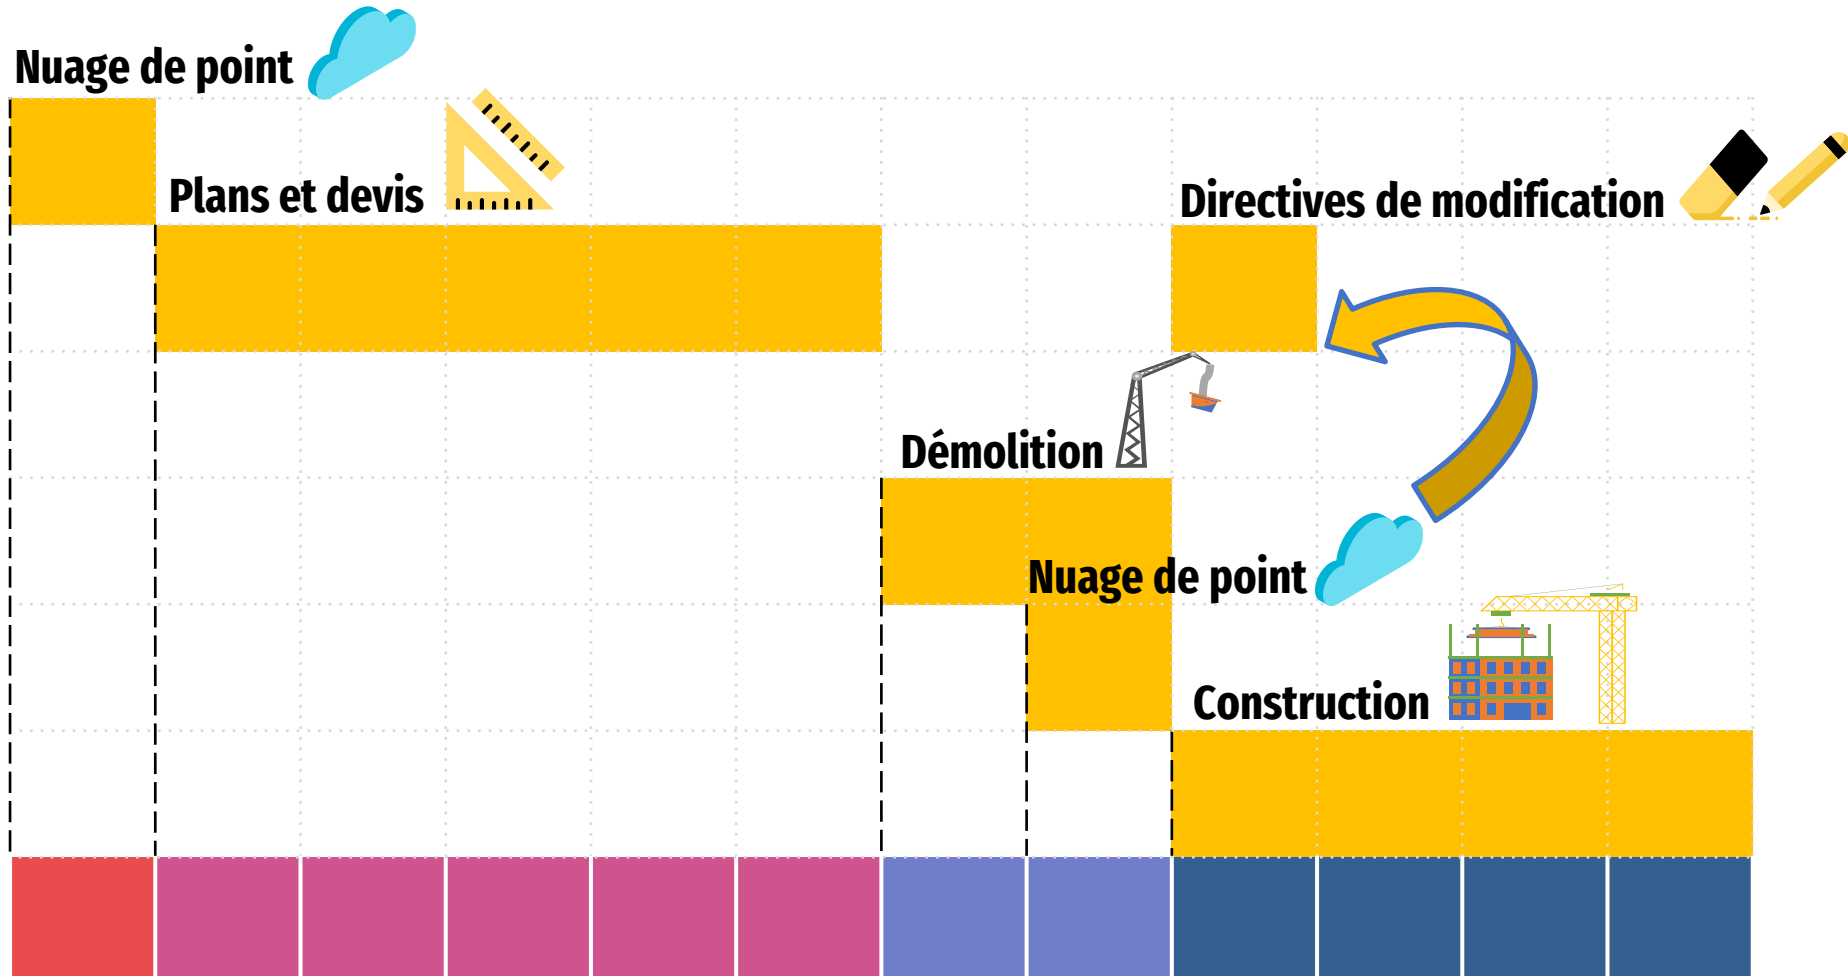 Nuage de point
Plans et devis
Directives de modification
Démolition
Nuage de point
Construction